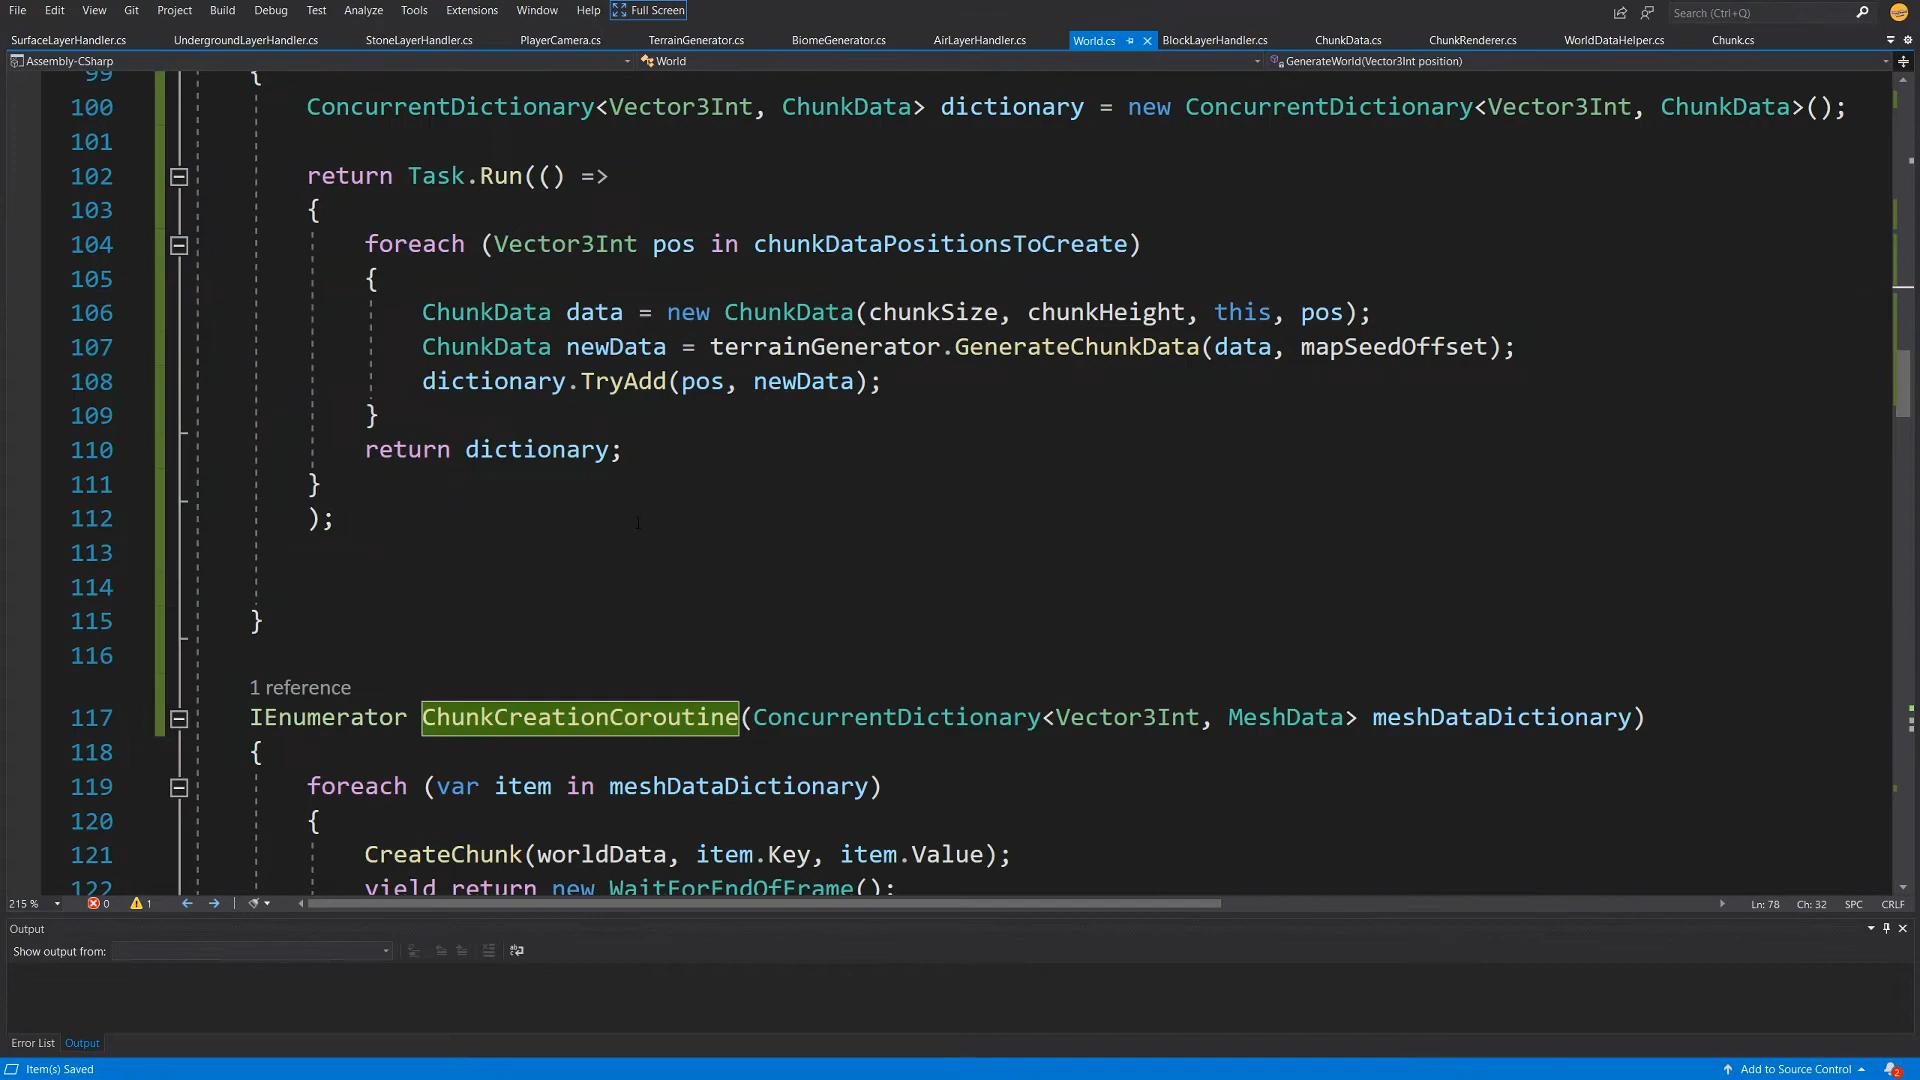 File Edit View Git Project Build Debug Test Analyze Tools Extensions Window Help Full Screen Search (Ctrl+Q)
SurfaceLayerHandler.cs UndergroundLayerHandler.cs StoneLayerHandler.cs PlayerCamera.cs TerrainGenerator.cs BiomeGenerator.cs AirLayerHandler.cs World.cs BlockLayerHandler.cs ChunkData.cs ChunkRenderer.cs WorldDataHelper.cs Chunk.cs
Assembly-CSharp World GenerateWorld(Vector3Int position)
99 {
100 ConcurrentDictionary<Vector3Int, ChunkData> dictionary = new ConcurrentDictionary<Vector3Int, ChunkData>();
101
102 return Task.Run(() =>
103 {
104 foreach (Vector3Int pos in chunkDataPositionsToCreate)
105 {
106 ChunkData data = new ChunkData(chunkSize, chunkHeight, this, pos);
107 ChunkData newData = terrainGenerator.GenerateChunkData(data, mapSeedOffset);
108 dictionary.TryAdd(pos, newData);
109 }
110 return dictionary;
111 }
112 );
113
114
115 }
116
1 reference
117 IEnumerator ChunkCreationCoroutine(ConcurrentDictionary<Vector3Int, MeshData> meshDataDictionary)
118 {
119 foreach (var item in meshDataDictionary)
120 {
121 CreateChunk(worldData, item.Key, item.Value);
122 yield return new WaitForEndOfFrame();
215 % 0 1 Ln: 78 Ch: 32 SPC CRLF
Output
Show output from:
Error List Output
Item(s) Saved Add to Source Control 2